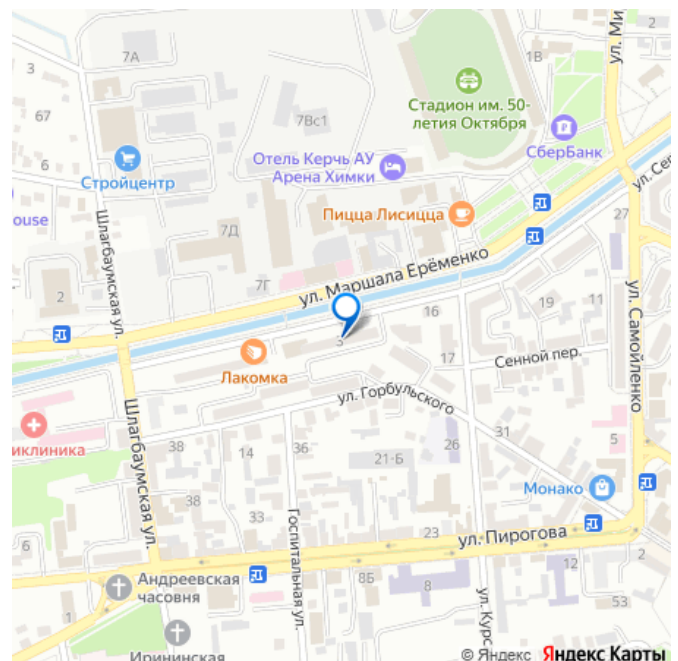 2
ул. Ми
1В
7А
3
Стадион им. 50-
летия Октября
67
7Вс1
СберБанк
Отель Керчь АУ
Арена Химки
6
Стройцентр
ул. Се
Пицца Лисицца
ouse
Шлагбаумская ул.
7Д
27
7Г
ул. Маршала Ерёменко
2
16
19
11
ул. Самойленко
3
17
Сенной пер.
Лакомка
ул. Горбульского
Шлагбаумская ул.
иклиника
38
14
36
26
31
5
21-Б
Монако
38
33
Госпитальная ул.
23
ул. Пирогова
6
1
2
Андреевская
часовня
8Б
8
12
ул. Курс
53
Ирининская
© Яндекс Яндекс Карты